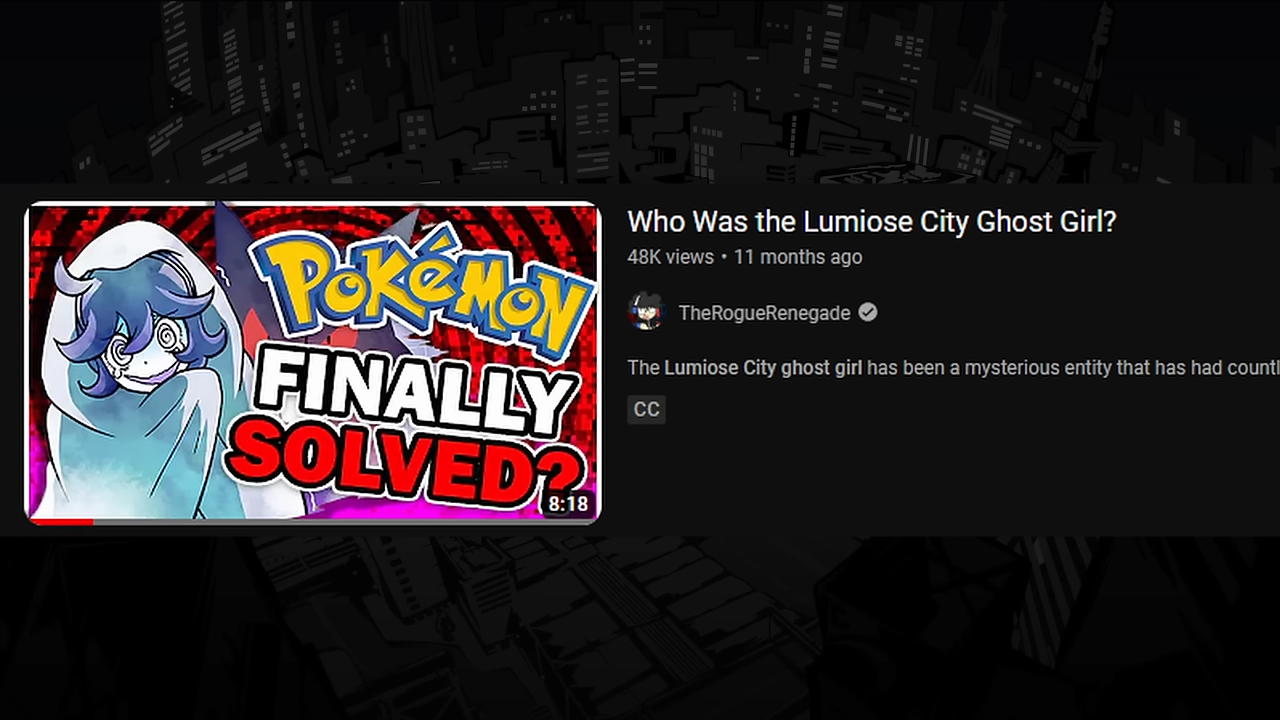 POKéMON
FINALLY
SOLVED?
8:18
Who Was the Lumiose City Ghost Girl?
48K views • 11 months ago
TheRogueRenegade
The Lumiose City ghost girl has been a mysterious entity that has had countl
CC